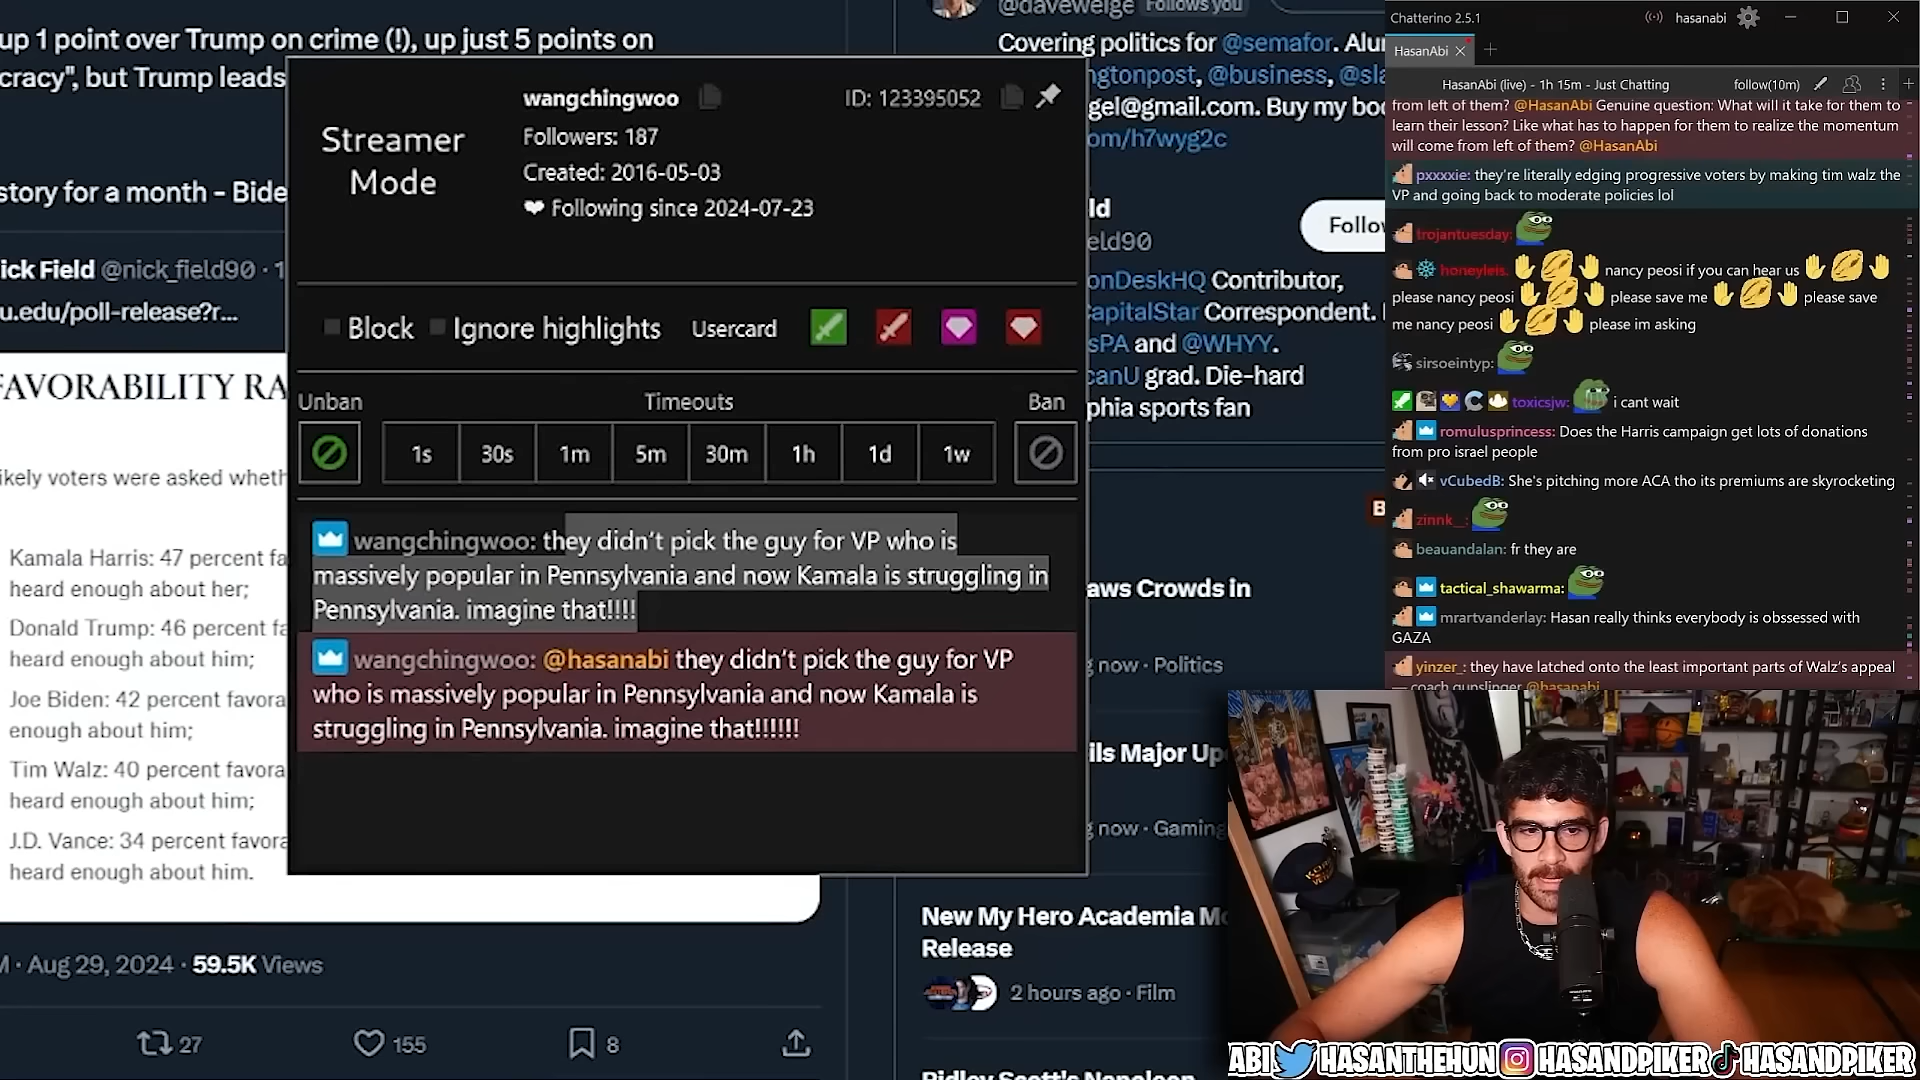 up 1 point over Trump on crime (!), up just 5 points on
cracy", but Trump leads
story for a month - Bide
ick Field @nick_field90 · 1
u.edu/poll-release?r...
FAVORABILITY RA
ikely voters were asked wheth
Kamala Harris: 47 percent fa
heard enough about her;
Donald Trump: 46 percent fa
heard enough about him;
Joe Biden: 42 percent favora
enough about him;
Tim Walz: 40 percent favora
heard enough about him;
J.D. Vance: 34 percent favora
heard enough about him.
M · Aug 29, 2024 · 59.5K Views
27
155
8
Streamer
Mode
wangchingwoo
ID: 123395052
Followers: 187
Created: 2016-05-03
❤ Following since 2024-07-23
Block
Ignore highlights
Usercard
Unban
Timeouts
Ban
1s
30s
1m
5m
30m
1h
1d
1w
wangchingwoo: they didn't pick the guy for VP who is
massively popular in Pennsylvania and now Kamala is struggling in
Pennsylvania. imagine that!!!!
wangchingwoo: @hasanabi they didn't pick the guy for VP
who is massively popular in Pennsylvania and now Kamala is
struggling in Pennsylvania. imagine that!!!!!!
@daveweige Follows you
Covering politics for @semafor. Alu
ngtonpost, @business, @sla
gel@gmail.com. Buy my boo
com/h7wyg2c
ld
eld90
Follow
onDeskHQ Contributor,
CapitalStar Correspondent.
sPA and @WHYY.
canU grad. Die-hard
phia sports fan
aws Crowds in
g now · Politics
ils Major Up
g now · Gaming
New My Hero Academia Mo
Release
2 hours ago · Film
Ridley Scott's Napoleon
Chatterino 2.5.1
hasanabi
HasanAbi
HasanAbi (live) - 1h 15m - Just Chatting
follow(10m)
from left of them? @HasanAbi Genuine question: What will it take for them to
learn their lesson? Like what has to happen for them to realize the momentum
will come from left of them? @HasanAbi
pxxxxie: they're literally edging progressive voters by making tim walz the
VP and going back to moderate policies lol
trojantuesday:
honeyleis: nancy peosi if you can hear us
please nancy peosi please save me please save
me nancy peosi please im asking
sirsoeintyp:
toxicsjw: i cant wait
romulusprincess: Does the Harris campaign get lots of donations
from pro israel people
vCubedB: She's pitching more ACA tho its premiums are skyrocketing
zinnk__:
beauandalan: fr they are
tactical_shawarma:
mrartvanderlay: Hasan really thinks everybody is obssessed with
GAZA
yinzer_: they have latched onto the least important parts of Walz's appeal
— coach gunslinger @hasanabi
ABI HASANTHEHUN HASANDPIKER HASANDPIKER